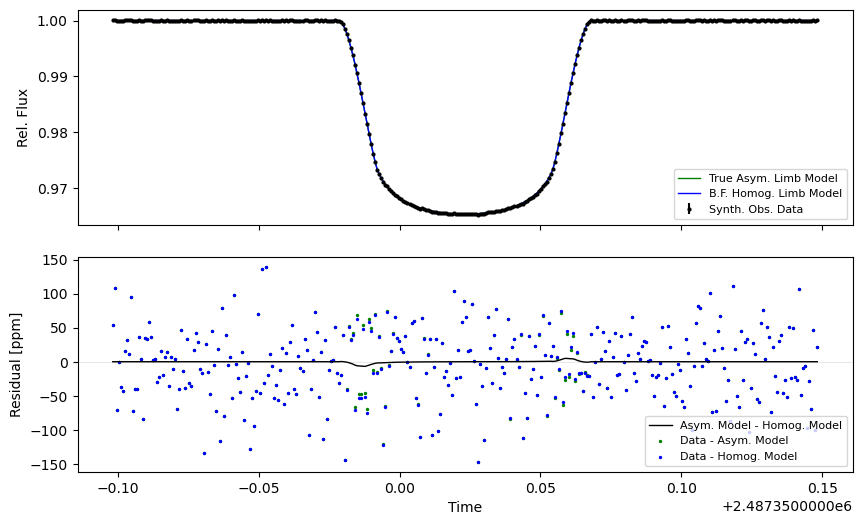 1.00
0.99
0.98
0.97
Rel. Flux
True Asym. Limb Model
B.F. Homog. Limb Model
Synth. Obs. Data
150
100
50
0
−50
−100
−150
Residual [ppm]
Asym. Model - Homog. Model
Data - Asym. Model
Data - Homog. Model
−0.10
−0.05
0.00
0.05
0.10
0.15
Time
+2.4873500000e6